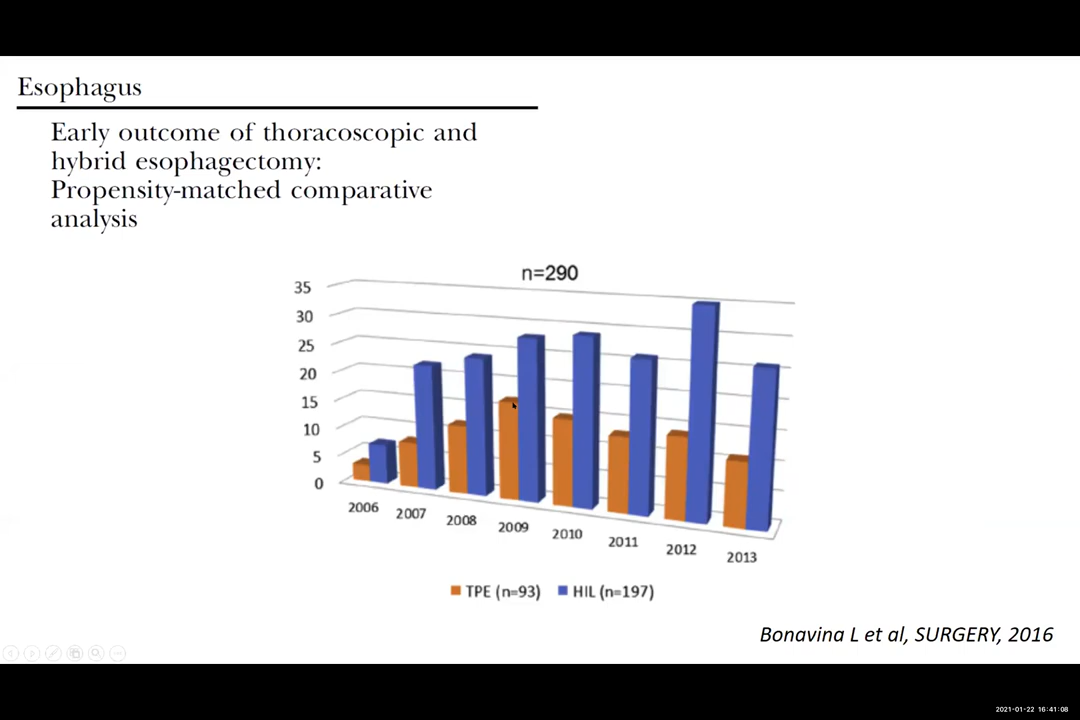 Esophagus
Early outcome of thoracoscopic and
hybrid esophagectomy:
Propensity-matched comparative
analysis
n=290
35
30
25
20
15
10
5
0
2006
2007
2008
2009
2010
2011
2012
2013
TPE (n=93) HIL (n=197)
Bonavina L et al, SURGERY, 2016
2021-01-22 16:41:08